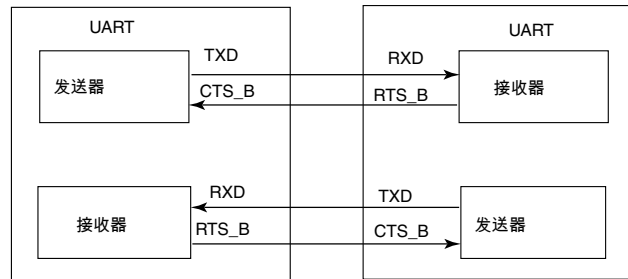 UART UART
TXD RXD
发送器 CTS_B RTS_B 接收器
RXD TXD
接收器 RTS_B CTS_B 发送器